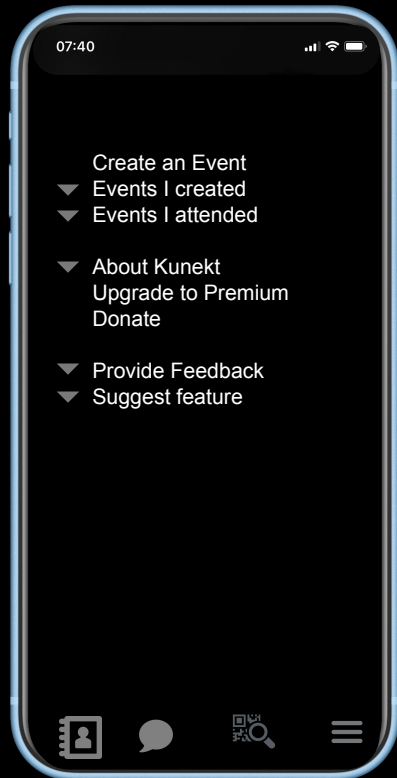 07:40
Create an Event
Events I created
Events I attended
About Kunekt
Upgrade to Premium
Donate
Provide Feedback
Suggest feature